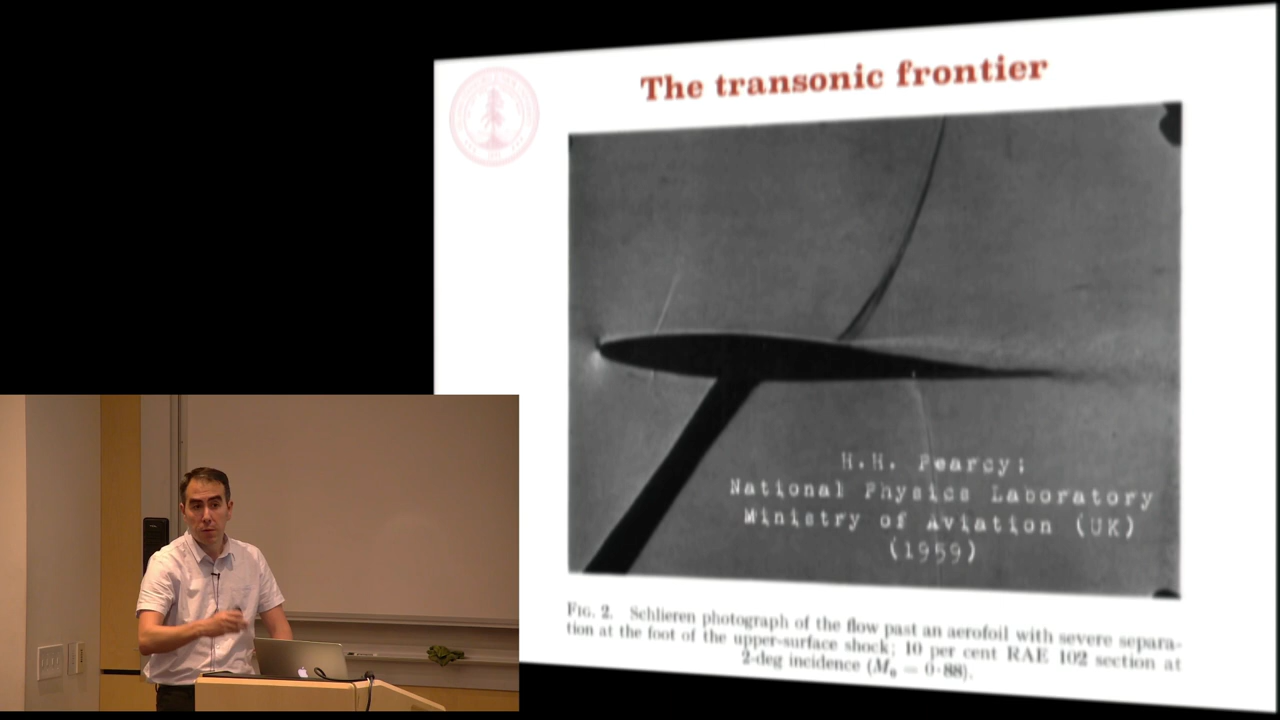 The transonic frontier
H.H. Pearcy;
National Physics Laboratory
Ministry of Aviation (UK)
(1959)
FIG. 2. Schlieren photograph of the flow past an aerofoil with severe separa-
tion at the foot of the upper-surface shock; 10 per cent RAE 102 section at
2-deg incidence (M₀ = 0·88).